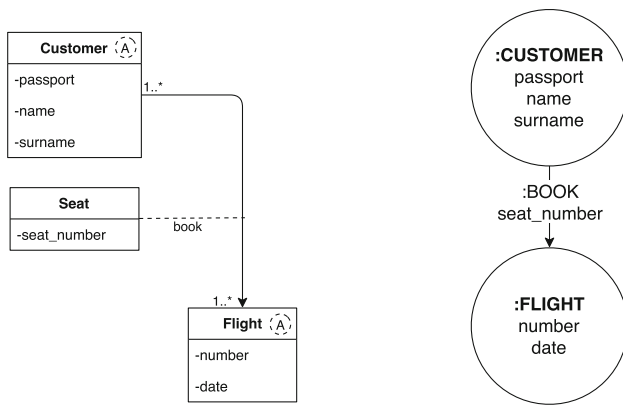 Customer A
-passport
-name
-surname
1..*
Seat
-seat_number
book
1..*
Flight A
-number
-date
:CUSTOMER
passport
name
surname
:BOOK
seat_number
:FLIGHT
number
date